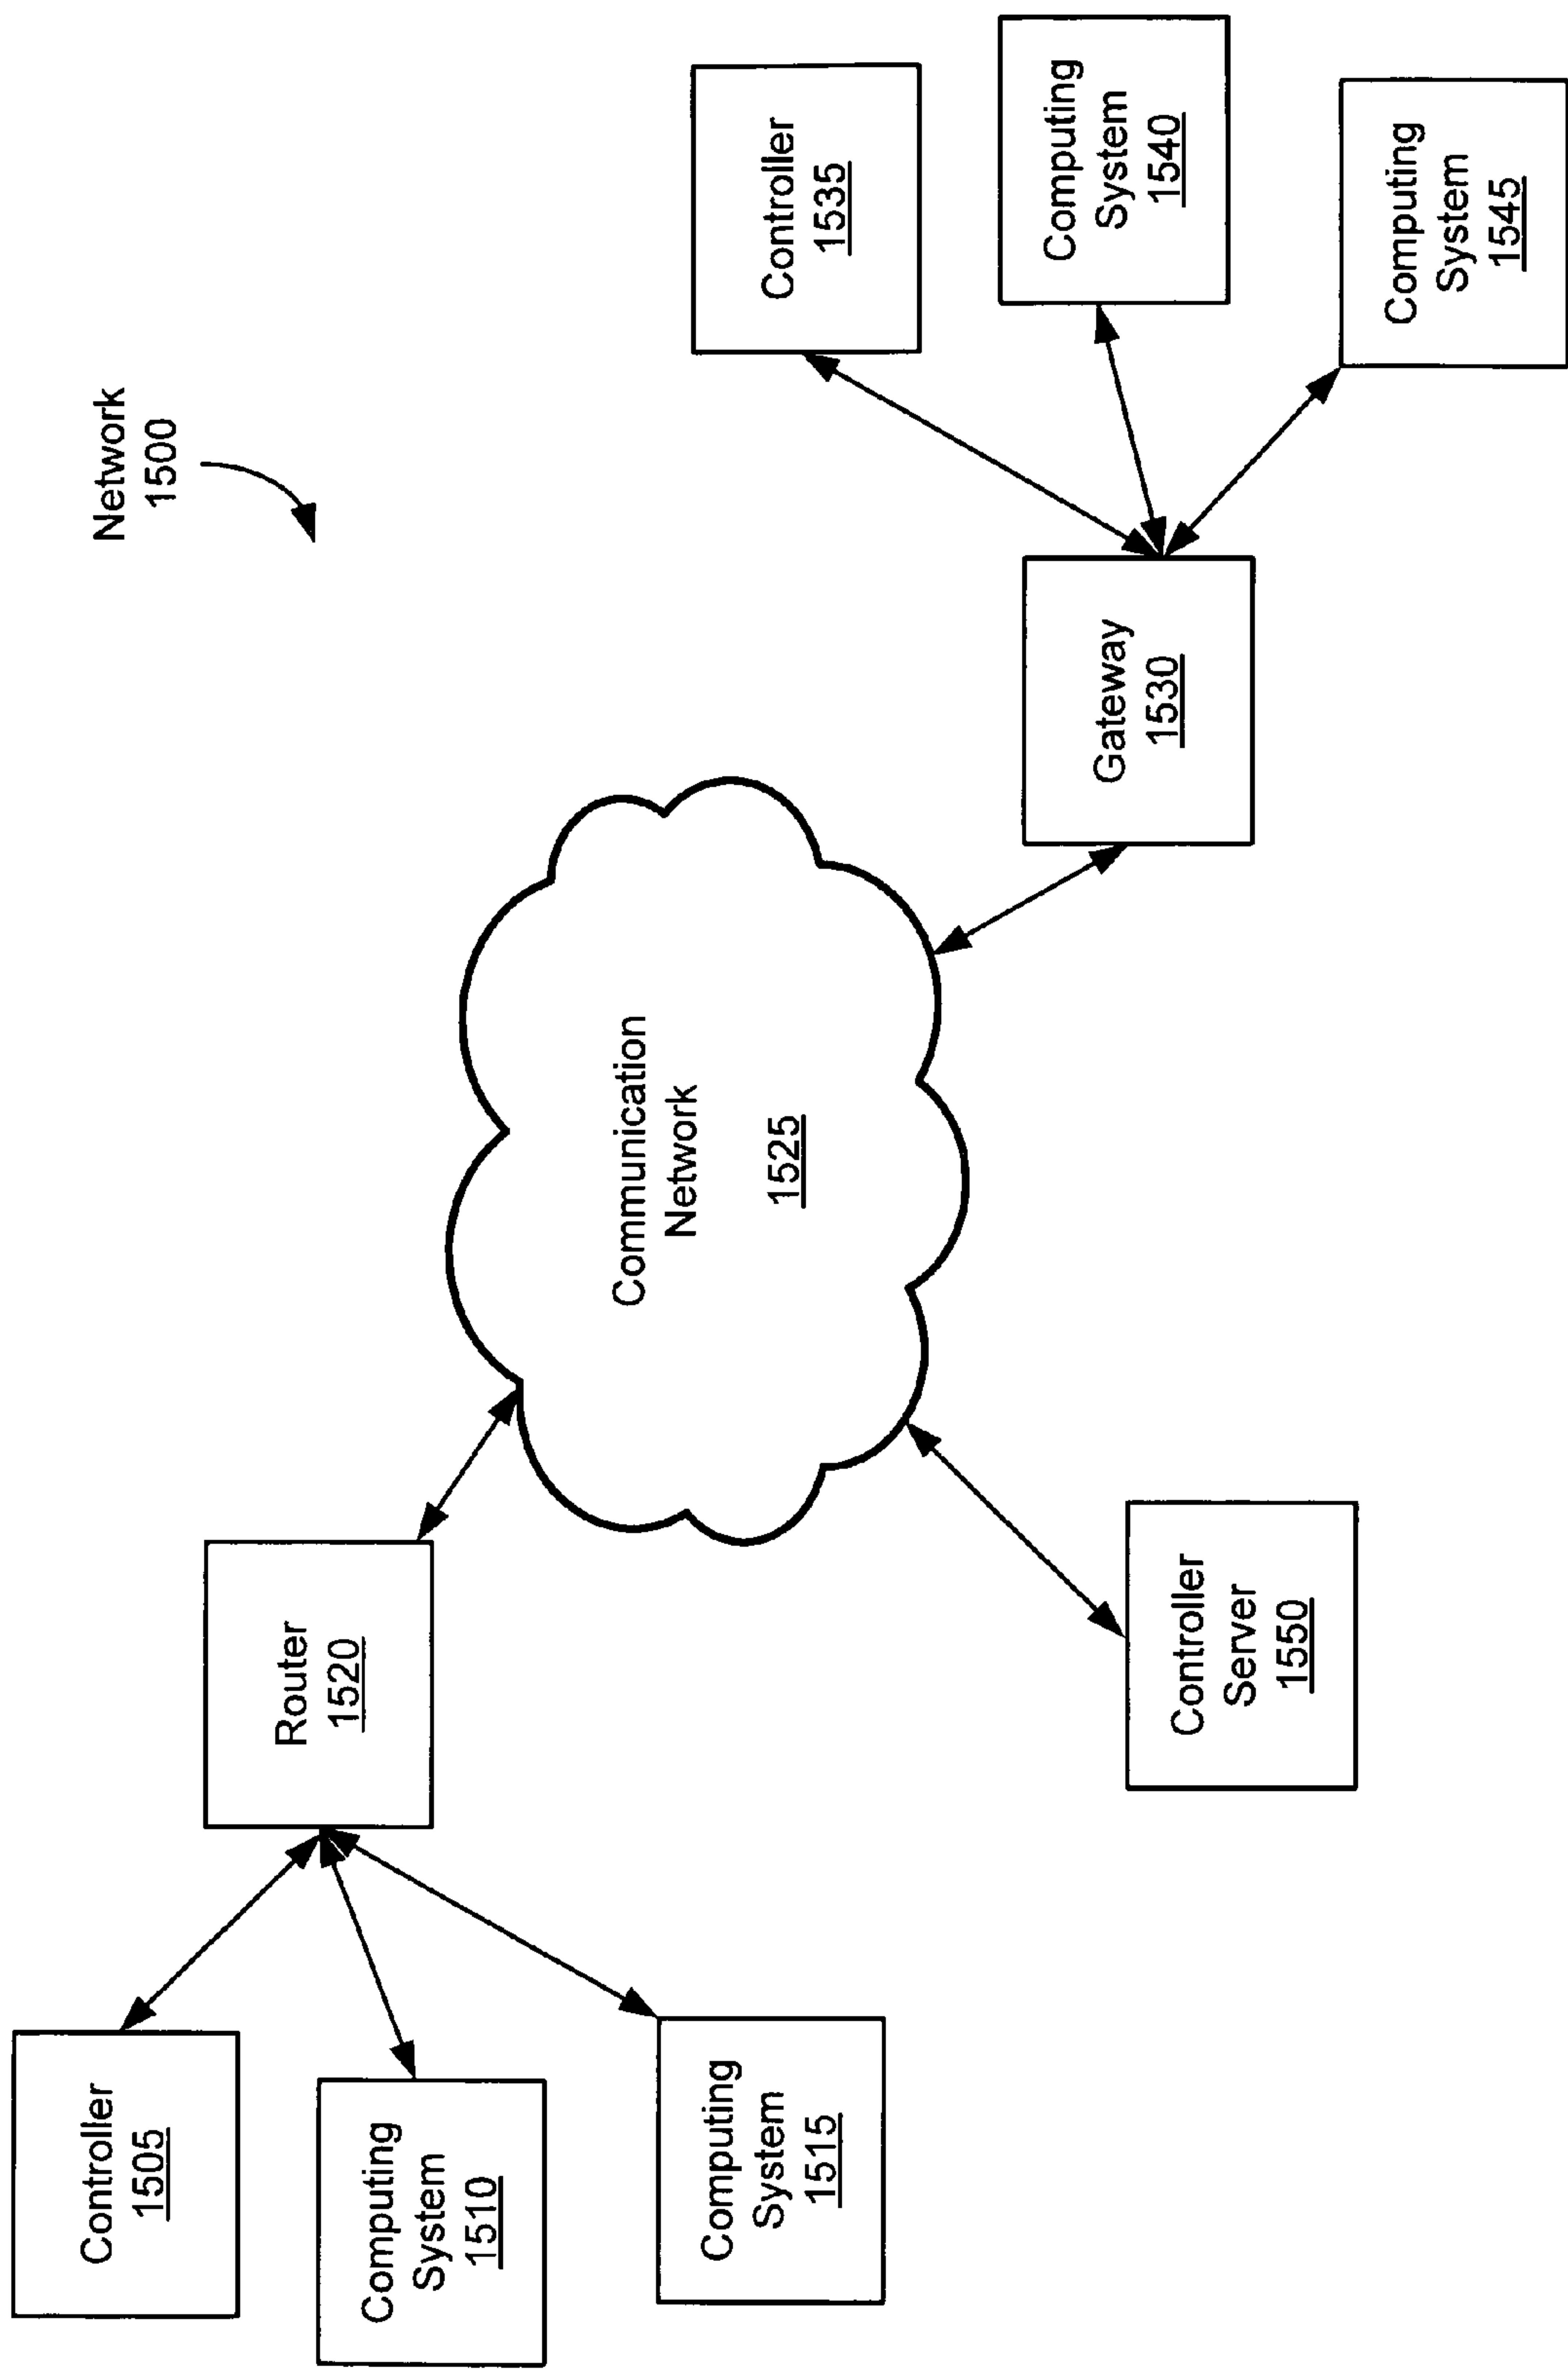 Network
1500
Controller
1505
Computing
System
1510
Computing
System
1515
Router
1520
Communication
Network
1525
Controller
Server
1550
Gateway
1530
Controller
1535
Computing
System
1540
Computing
System
1545